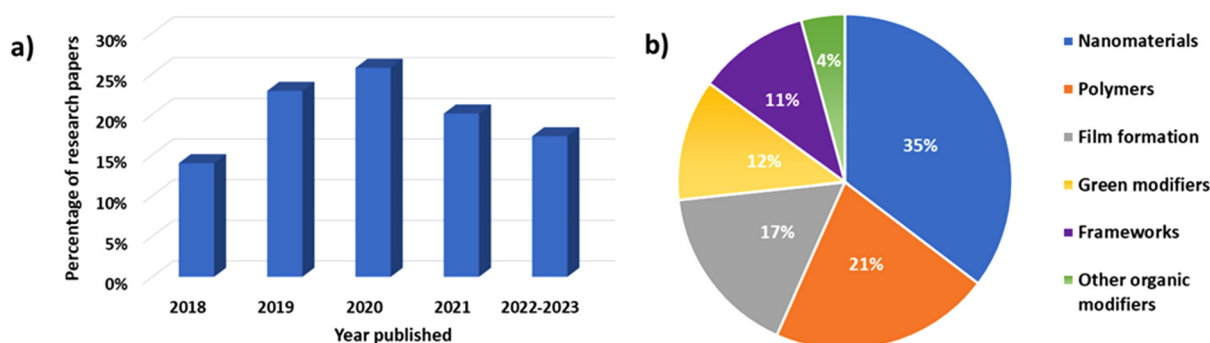 a)
Percentage of research papers
30%
25%
20%
15%
10%
5%
0%
2018
2019
2020
2021
2022-2023
Year published
b)
35%
21%
17%
12%
11%
4%
Nanomaterials
Polymers
Film formation
Green modifiers
Frameworks
Other organic
modifiers